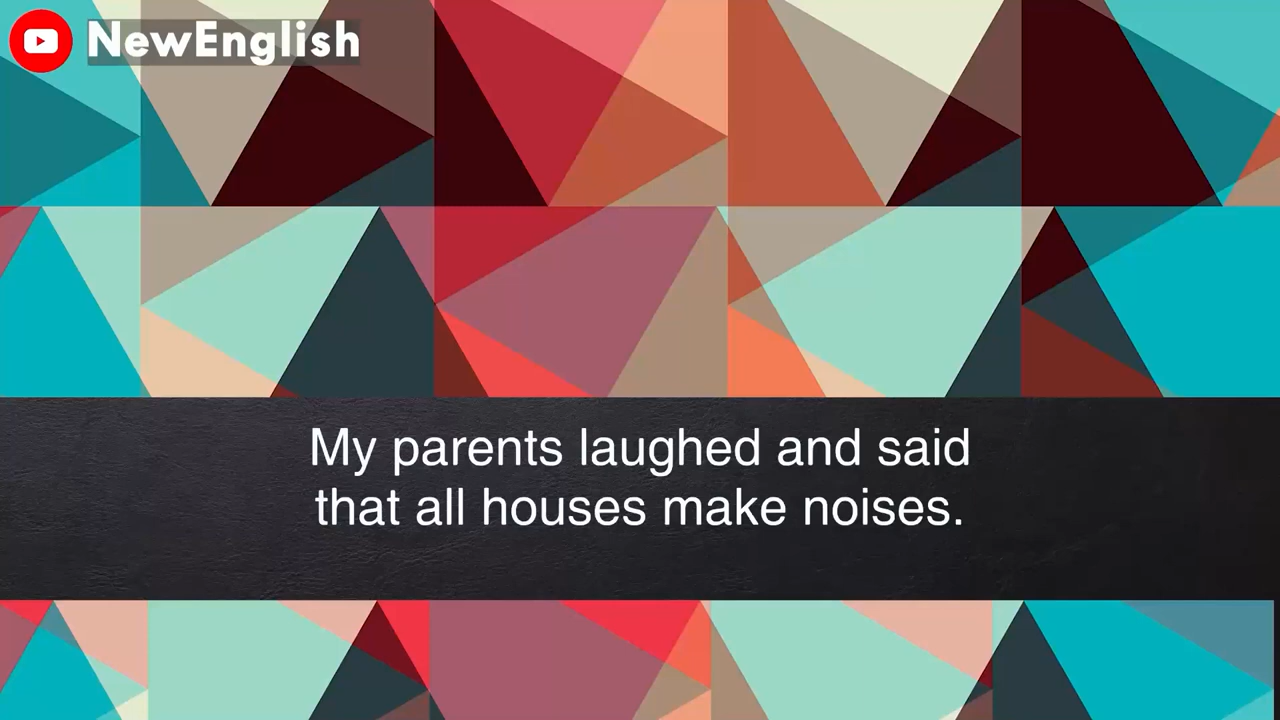 NewEnglish
My parents laughed and said
that all houses make noises.